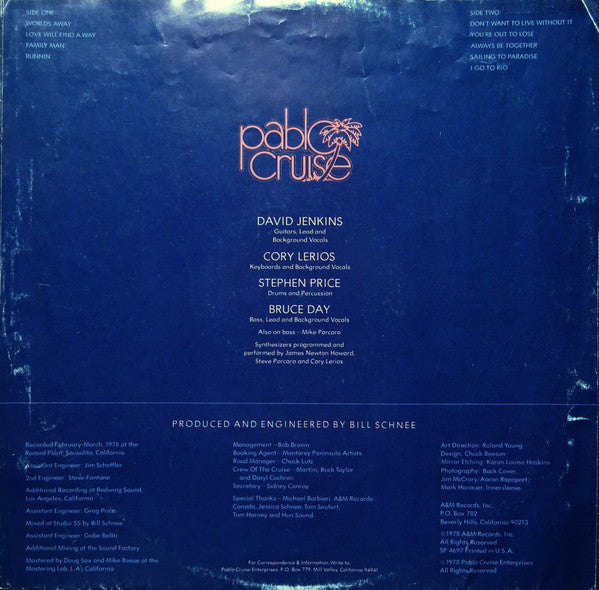 SIDE ONE:
WORLDS AWAY
LOVE WILL FIND A WAY
FAMILY MAN
RUNNIN
SIDE TWO:
DON'T WANT TO LIVE WITHOUT IT
YOU'RE OUT TO LOSE
ALWAYS BE TOGETHER
SAILING TO PARADISE
I GO TO RIO
pablo
cruise
DAVID JENKINS
Guitars, Lead and
Background Vocals
CORY LERIOS
Keyboards and Background Vocals
STEPHEN PRICE
Drums and Percussion
BRUCE DAY
Bass, Lead and Background Vocals
Also on bass—Mike Porcaro
Synthesizers programmed and
performed by James Newton Howard,
Steve Porcaro and Cory Lerios
PRODUCED AND ENGINEERED BY BILL SCHNEE
Recorded February-March, 1978 at the
Record Plant, Sausalito, California
Assistant Engineer: Jim Scheffler
2nd Engineer: Steve Fontano
Additional Recording at Redwing Sound,
Los Angeles, California
Assistant Engineer: Greg Price
Mixed at Studio 55 by Bill Schnee
Assistant Engineer: Gabe Beltri
Additional Mixing at the Sound Factory
Mastered by Doug Sax and Mike Reese at the
Mastering Lab, L.A., California
Management—Bob Brown
Booking Agent—Monterey Peninsula Artists
Road Manager—Chuck Lutz
Crew Of The Cruise—Martini, Buck Taylor
and Daryl Cochran
Secretary—Sidney Conroy
Special Thanks—Michael Barbieri, A&M Records-
Canada, Jessica Schnee, Tom Seufert,
Tom Harney and Hun Sound.
For Correspondence & Information, Write to:
Pablo Cruise Enterprises, P.O. Box 779, Mill Valley, California 94941
Art Direction: Roland Young
Design: Chuck Beeson
Mirror Etching: Karen Louise Haskins
Photography: Back Cover,
Jim McCrary; Aaron Rapoport;
Mark Hanauer, Innersleeve.
A&M Records, Inc.
P.O. Box 782
Beverly Hills, California 90213
©1978 A&M Records, Inc.
All Rights Reserved
SP 4697 Printed in U.S.A.
℗1978 Pablo Cruise Enterprises
All Rights Reserved